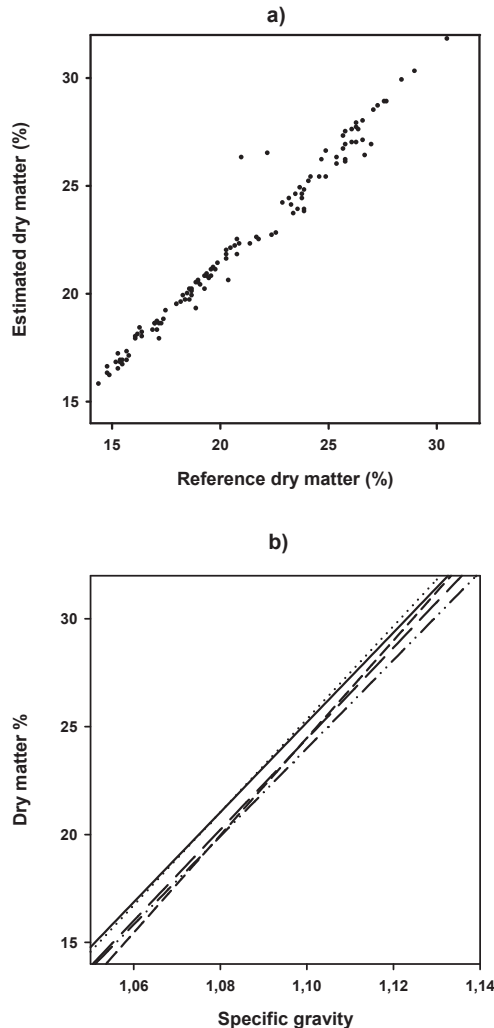 a)
30
25
20
15
Estimated dry matter (%)
15 20 25 30
Reference dry matter (%)
b)
30
25
20
15
Dry matter %
1,06 1,08 1,10 1,12 1,14
Specific gravity